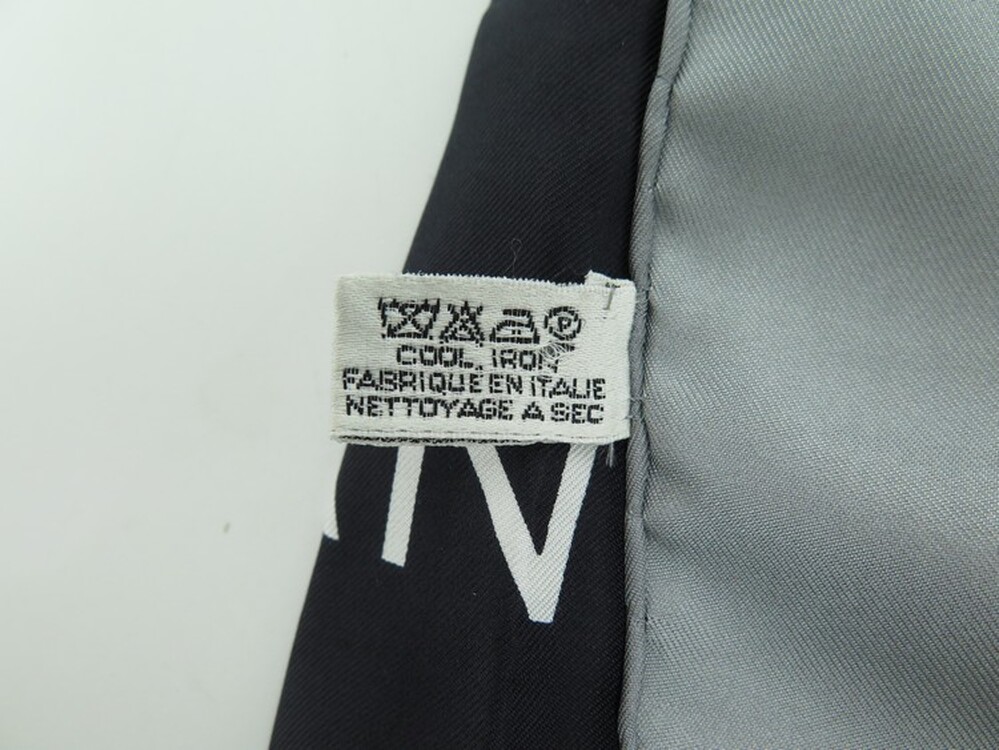 P
COOL IRON
FABRIQUE EN ITALIE
NETTOYAGE A SEC
N